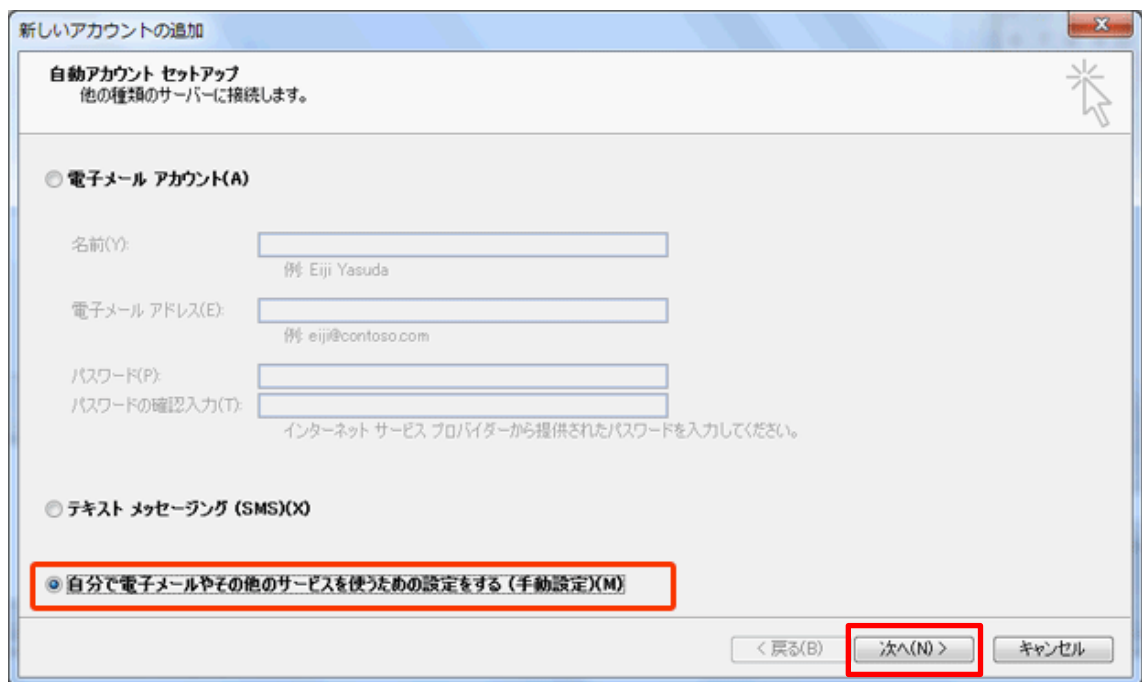 新しいアカウントの追加
自動アカウント セットアップ
他の種類のサーバーに接続します。
電子メール アカウント(A)
名前(Y):
例: Eiji Yasuda
電子メール アドレス(E):
例: eiji@contoso.com
パスワード(P):
パスワードの確認入力(T):
インターネット サービス プロバイダーから提供されたパスワードを入力してください。
テキスト メッセージング (SMS)(X)
自分で電子メールやその他のサービスを使うための設定をする (手動設定)(M)
< 戻る(B) 次へ(N) > キャンセル